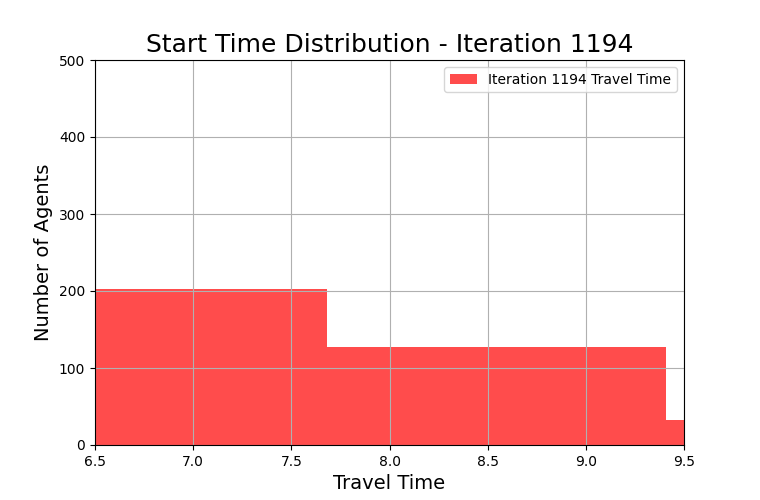 Start Time Distribution - Iteration 1194
Iteration 1194 Travel Time
Number of Agents
500
400
300
200
100
0
6.5 7.0 7.5 8.0 8.5 9.0 9.5
Travel Time